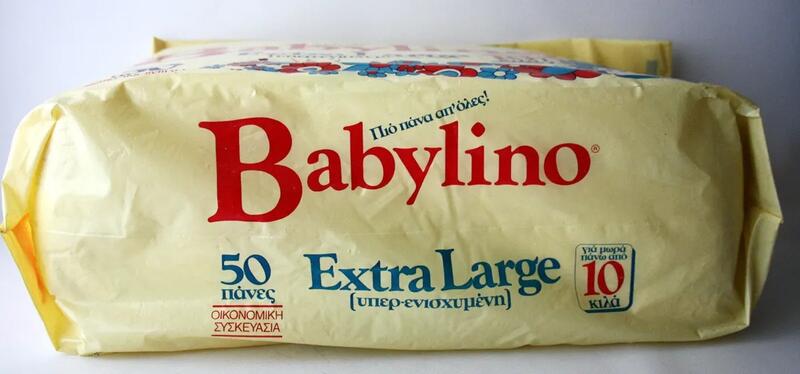 Babylino
Πιό πάνα απ' όλες!
Babylino®
50
πάνες
ΟΙΚΟΝΟΜΙΚΗ
ΣΥΣΚΕΥΑΣΙΑ
Extra Large
(υπερ-ενισχυμένη)
γιά μωρά
πάνω από
10
κιλά